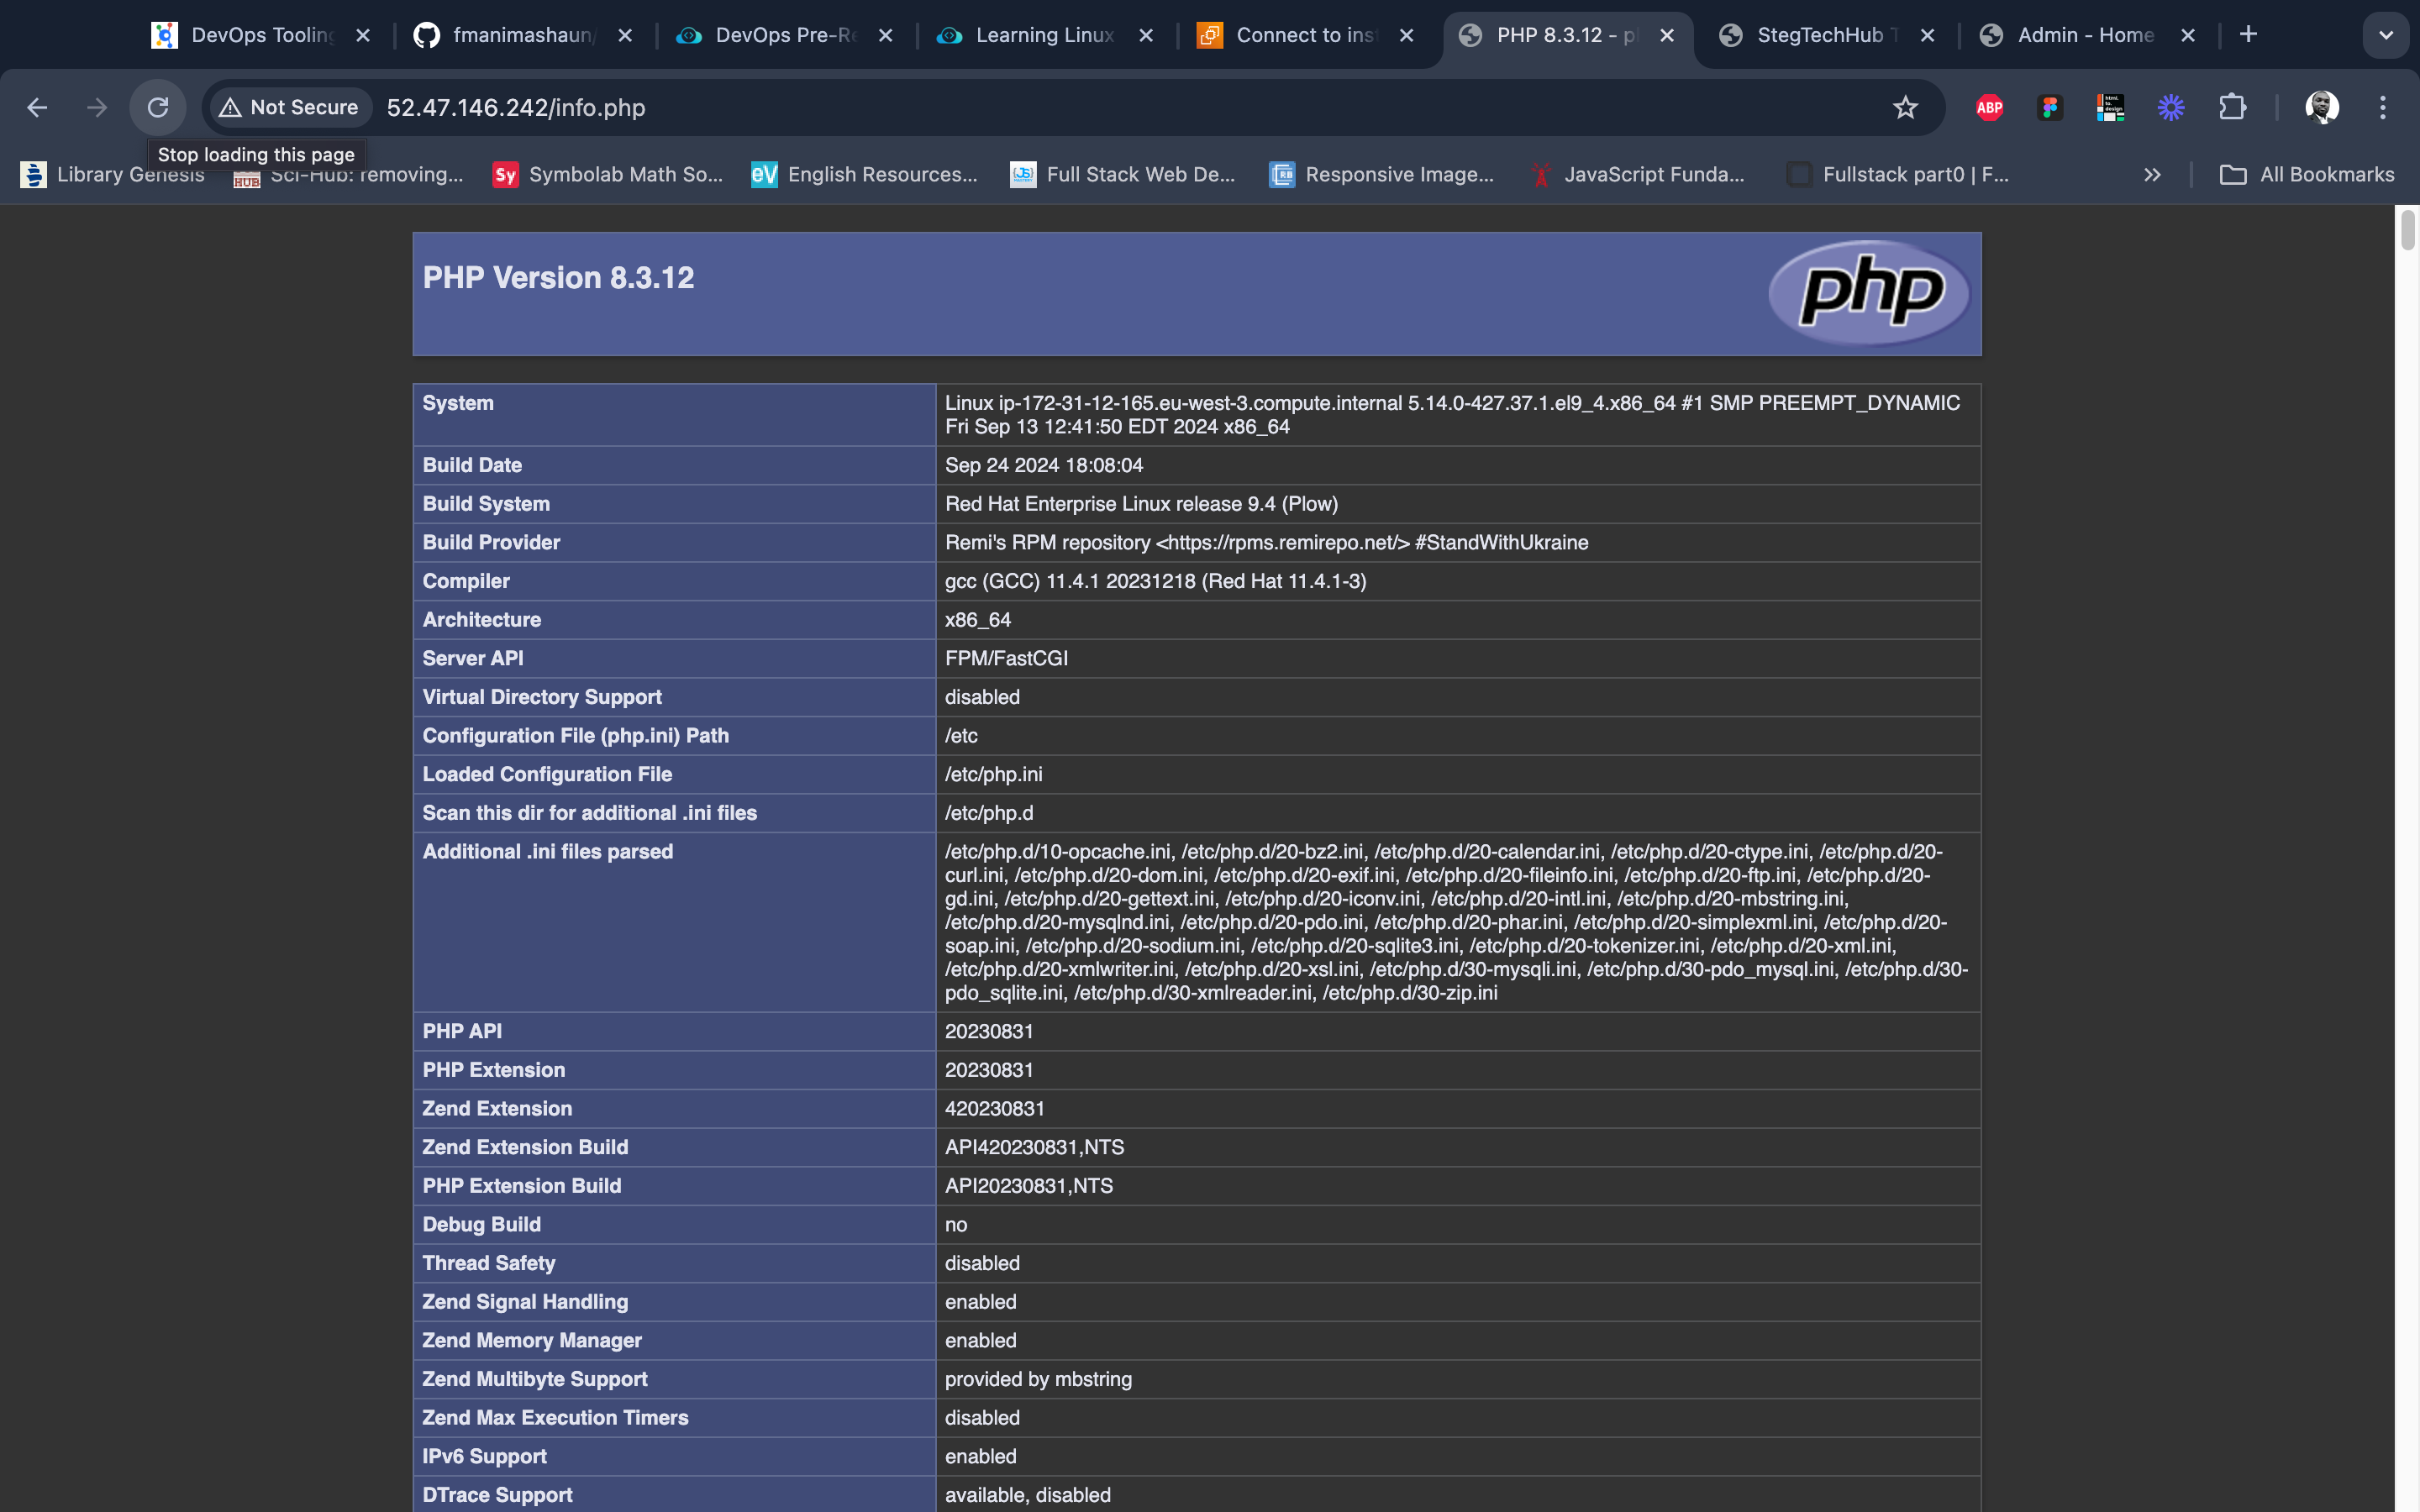 DevOps Tooling
fmanimashaun/
DevOps Pre-Re
Learning Linux
Connect to inst
PHP 8.3.12 - p
StegTechHub T
Admin - Home
Not Secure
52.47.146.242/info.php
ABP
Stop loading this page
Library Genesis
Sci-Hub: removing...
Sy
Symbolab Math So...
eV
English Resources...
Full Stack Web De...
Responsive Image...
JavaScript Funda...
Fullstack part0 | F...
All Bookmarks
PHP Version 8.3.12
php
System
Linux ip-172-31-12-165.eu-west-3.compute.internal 5.14.0-427.37.1.el9_4.x86_64 #1 SMP PREEMPT_DYNAMIC
Fri Sep 13 12:41:50 EDT 2024 x86_64
Build Date
Sep 24 2024 18:08:04
Build System
Red Hat Enterprise Linux release 9.4 (Plow)
Build Provider
Remi's RPM repository <https://rpms.remirepo.net/> #StandWithUkraine
Compiler
gcc (GCC) 11.4.1 20231218 (Red Hat 11.4.1-3)
Architecture
x86_64
Server API
FPM/FastCGI
Virtual Directory Support
disabled
Configuration File (php.ini) Path
/etc
Loaded Configuration File
/etc/php.ini
Scan this dir for additional .ini files
/etc/php.d
Additional .ini files parsed
/etc/php.d/10-opcache.ini, /etc/php.d/20-bz2.ini, /etc/php.d/20-calendar.ini, /etc/php.d/20-ctype.ini, /etc/php.d/20-
curl.ini, /etc/php.d/20-dom.ini, /etc/php.d/20-exif.ini, /etc/php.d/20-fileinfo.ini, /etc/php.d/20-ftp.ini, /etc/php.d/20-
gd.ini, /etc/php.d/20-gettext.ini, /etc/php.d/20-iconv.ini, /etc/php.d/20-intl.ini, /etc/php.d/20-mbstring.ini,
/etc/php.d/20-mysqlnd.ini, /etc/php.d/20-pdo.ini, /etc/php.d/20-phar.ini, /etc/php.d/20-simplexml.ini, /etc/php.d/20-
soap.ini, /etc/php.d/20-sodium.ini, /etc/php.d/20-sqlite3.ini, /etc/php.d/20-tokenizer.ini, /etc/php.d/20-xml.ini,
/etc/php.d/20-xmlwriter.ini, /etc/php.d/20-xsl.ini, /etc/php.d/30-mysqli.ini, /etc/php.d/30-pdo_mysql.ini, /etc/php.d/30-
pdo_sqlite.ini, /etc/php.d/30-xmlreader.ini, /etc/php.d/30-zip.ini
PHP API
20230831
PHP Extension
20230831
Zend Extension
420230831
Zend Extension Build
API420230831,NTS
PHP Extension Build
API20230831,NTS
Debug Build
no
Thread Safety
disabled
Zend Signal Handling
enabled
Zend Memory Manager
enabled
Zend Multibyte Support
provided by mbstring
Zend Max Execution Timers
disabled
IPv6 Support
enabled
DTrace Support
available, disabled